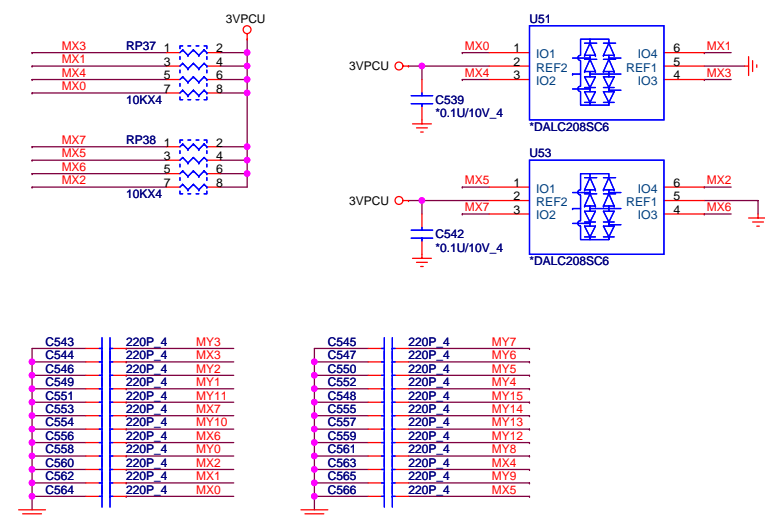 3VPCU
MX3 RP37 1 2
MX1 3 4
MX4 5 6
MX0 7 8
10KX4
MX7 RP38 1 2
MX5 3 4
MX6 5 6
MX2 7 8
10KX4
U51
MX0 1 IO1 IO4 6 MX1
3VPCU 2 REF2 REF1 5
MX4 3 IO2 IO3 4 MX3
C539
*0.1U/10V_4
*DALC208SC6
U53
MX5 1 IO1 IO4 6 MX2
3VPCU 2 REF2 REF1 5
MX7 3 IO2 IO3 4 MX6
C542
*0.1U/10V_4
*DALC208SC6
C543 220P_4 MY3
C544 220P_4 MX3
C546 220P_4 MY2
C549 220P_4 MY1
C551 220P_4 MY11
C553 220P_4 MX7
C554 220P_4 MY10
C556 220P_4 MX6
C558 220P_4 MY0
C560 220P_4 MX2
C562 220P_4 MX1
C564 220P_4 MX0
C545 220P_4 MY7
C547 220P_4 MY6
C550 220P_4 MY5
C552 220P_4 MY4
C548 220P_4 MY15
C555 220P_4 MY14
C557 220P_4 MY13
C559 220P_4 MY12
C561 220P_4 MY8
C563 220P_4 MX4
C565 220P_4 MY9
C566 220P_4 MX5